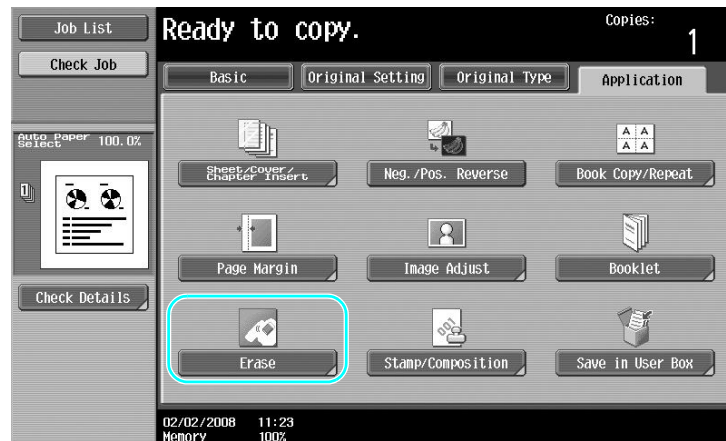 Job List
Check Job
Ready to copy.
Copies:
1
Basic
Original Setting
Original Type
Application
Auto Paper
Select
100.0%
1
Check Details
Sheet/Cover/
Chapter Insert
Neg./Pos. Reverse
A A
A A
Book Copy/Repeat
Page Margin
Image Adjust
Booklet
Erase
001
Stamp/Composition
Save in User Box
02/02/2008 11:23
Memory 100%